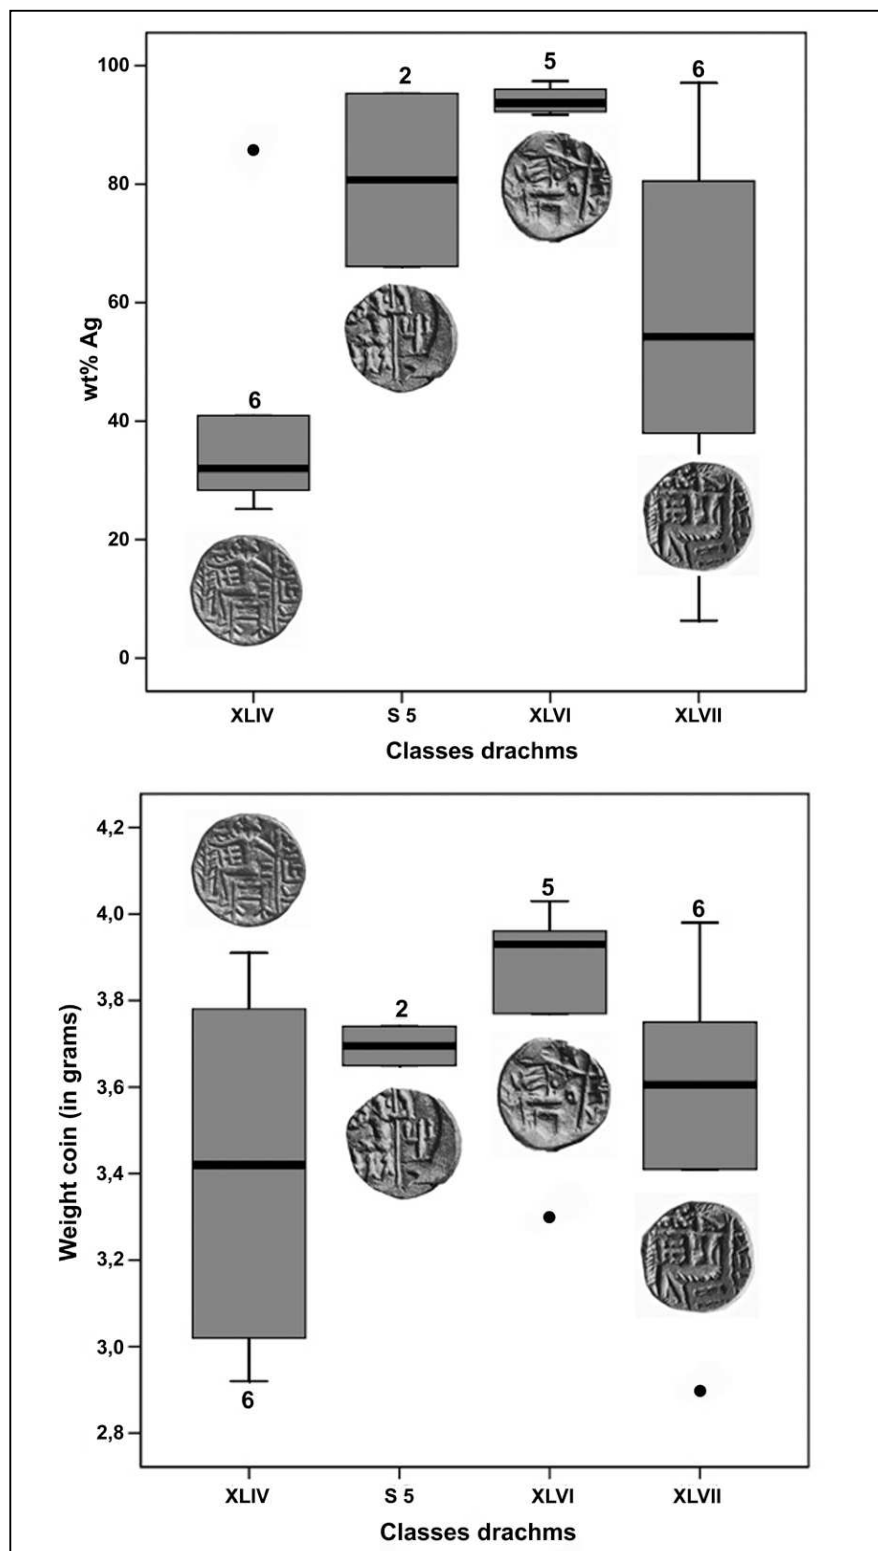 100
80
60
40
20
0
wt% Ag
6
2
5
6
XLIV
S 5
XLVI
XLVII
Classes drachms
4,2
4,0
3,8
3,6
3,4
3,2
3,0
2,8
Weight coin (in grams)
6
2
5
6
XLIV
S 5
XLVI
XLVII
Classes drachms